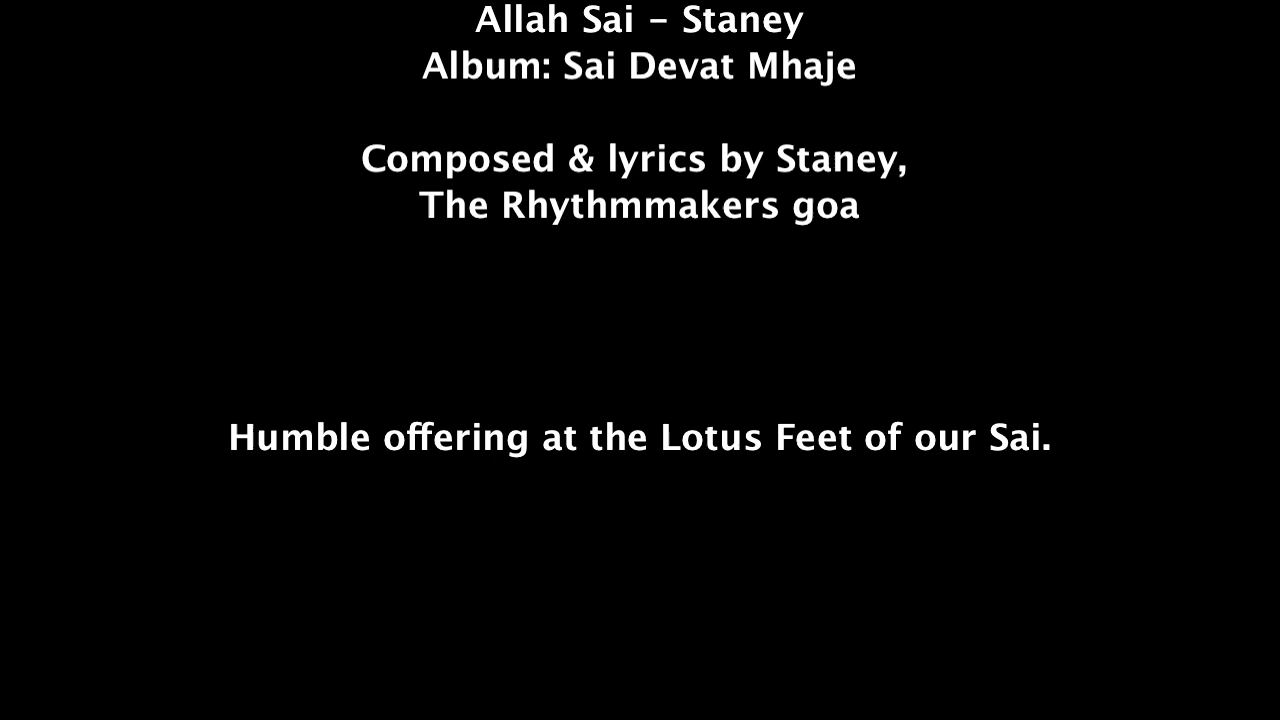 Allah Sai - Staney
Album: Sai Devat Mhaje
Composed & lyrics by Staney,
The Rhythmmakers goa
Humble offering at the Lotus Feet of our Sai.